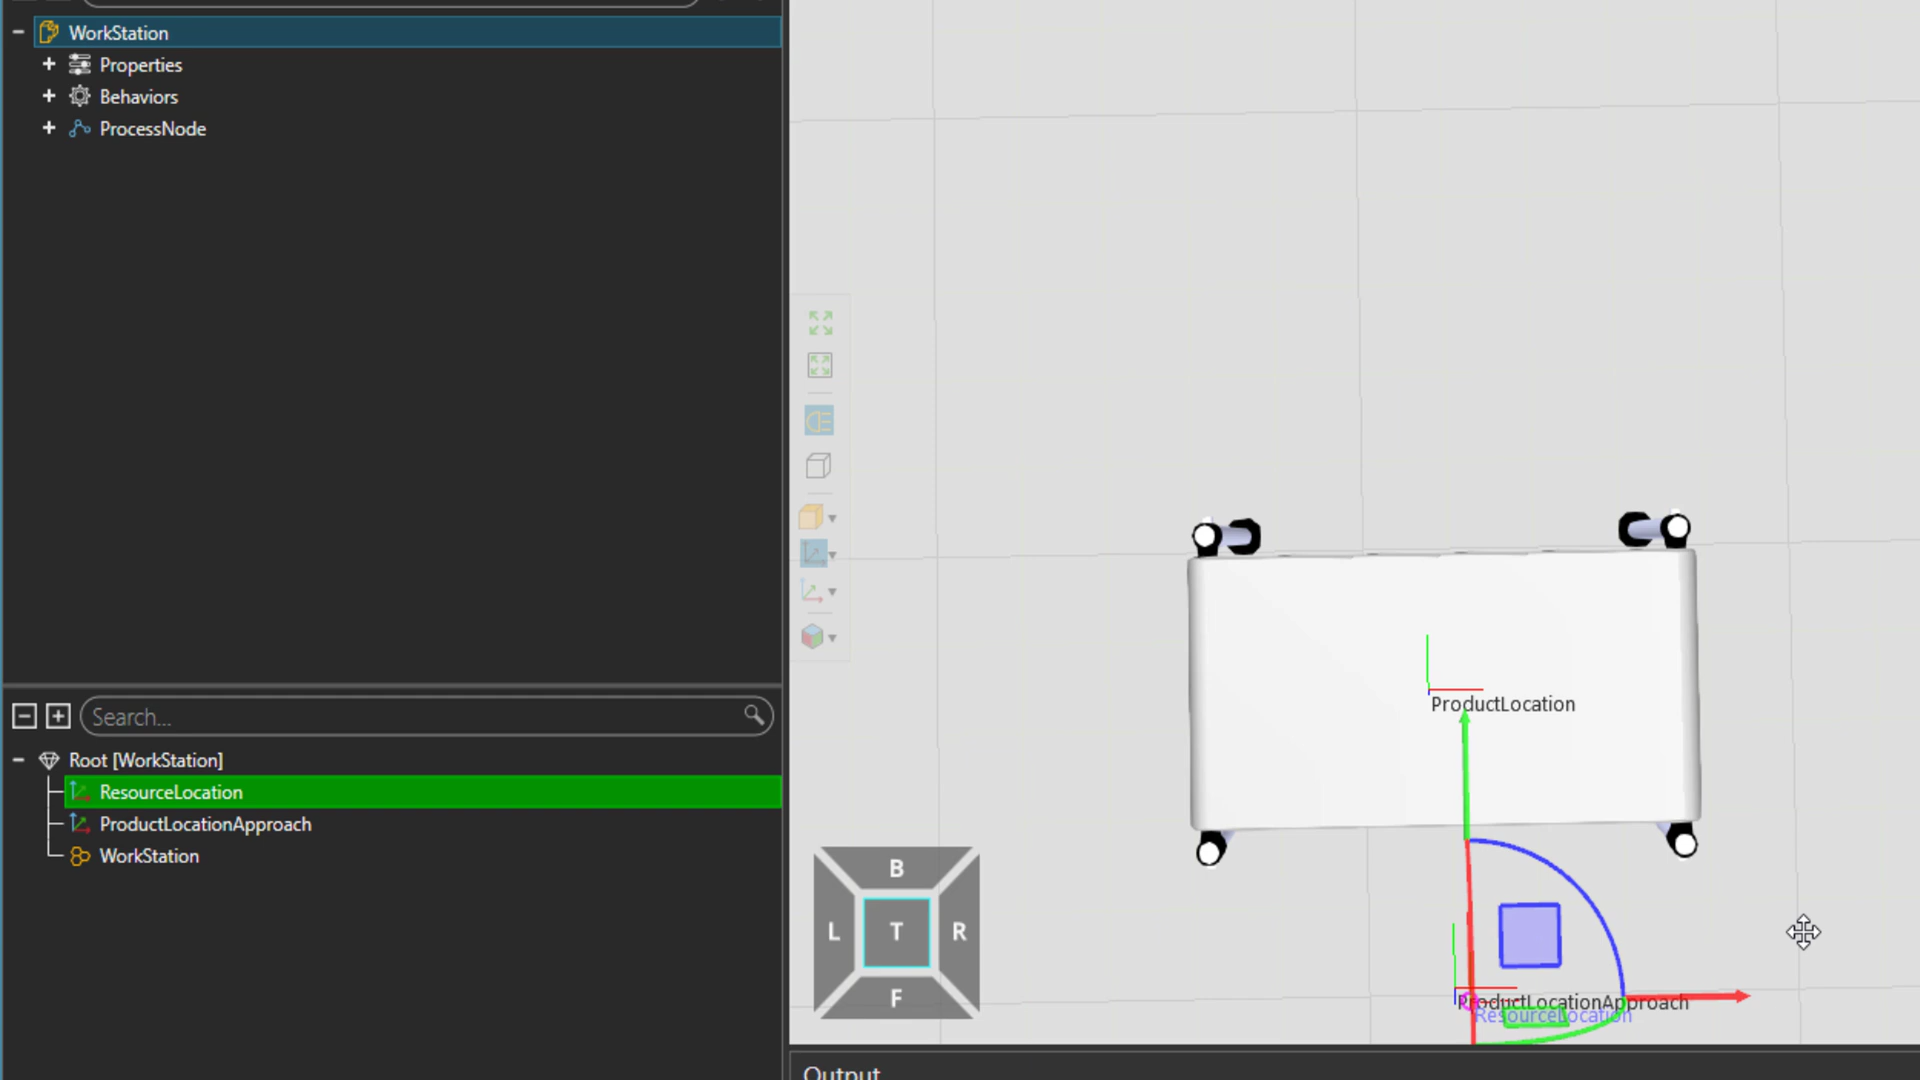 WorkStation
Properties
Behaviors
ProcessNode
Search...
Root [WorkStation]
ResourceLocation
ProductLocationApproach
WorkStation
ProductLocation
ProductLocationApproach
ResourceLocation
B
L T R
F
Output